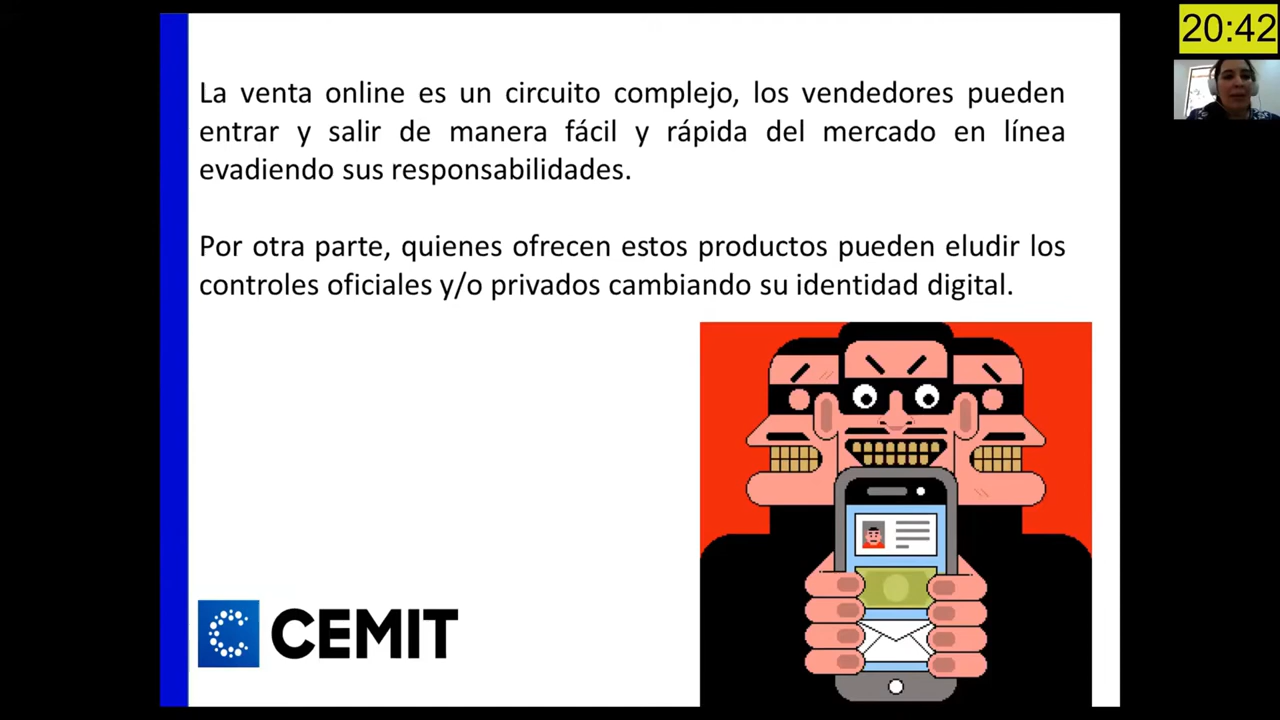 20:42
La venta online es un circuito complejo, los vendedores pueden
entrar y salir de manera fácil y rápida del mercado en línea
evadiendo sus responsabilidades.
Por otra parte, quienes ofrecen estos productos pueden eludir los
controles oficiales y/o privados cambiando su identidad digital.
CEMIT